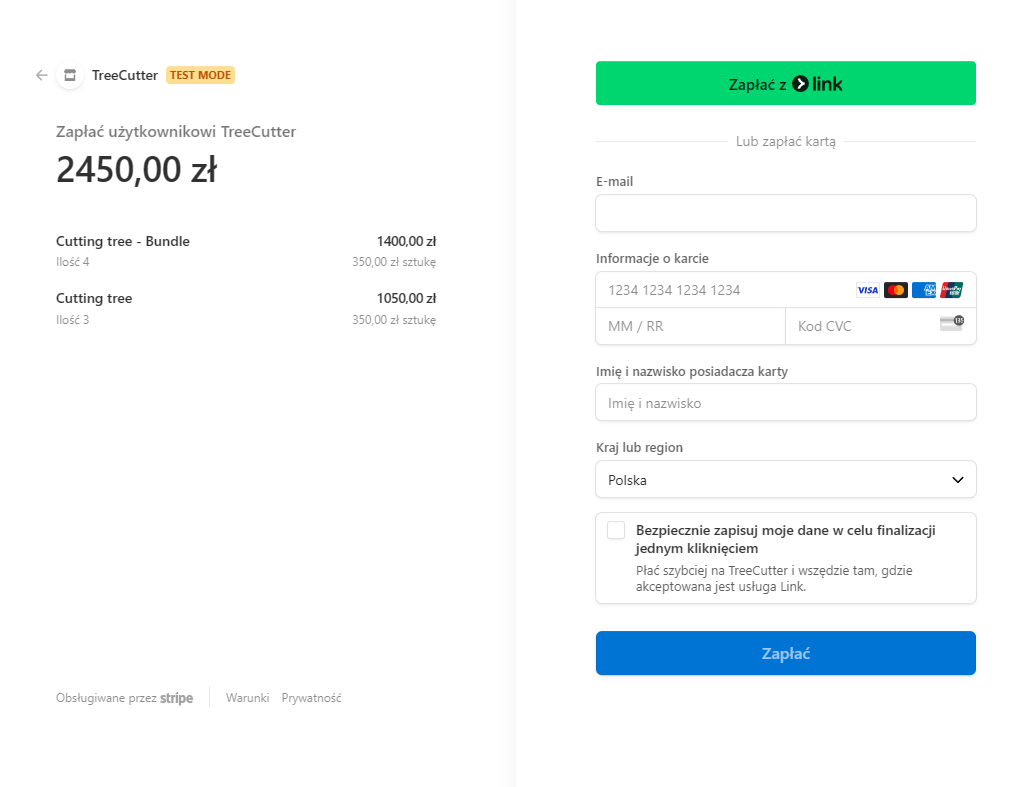 TreeCutter TEST MODE
Zapłać użytkownikowi TreeCutter
2450,00 zł
Cutting tree - Bundle 1400,00 zł
Ilość 4 350,00 zł sztukę
Cutting tree 1050,00 zł
Ilość 3 350,00 zł sztukę
Obsługiwane przez stripe Warunki Prywatność
Zapłać z link
Lub zapłać kartą
E-mail
Informacje o karcie
1234 1234 1234 1234 VISA
MM / RR Kod CVC
Imię i nazwisko posiadacza karty
Imię i nazwisko
Kraj lub region
Polska
Bezpiecznie zapisuj moje dane w celu finalizacji
jednym kliknięciem
Płać szybciej na TreeCutter i wszędzie tam, gdzie
akceptowana jest usługa Link.
Zapłać